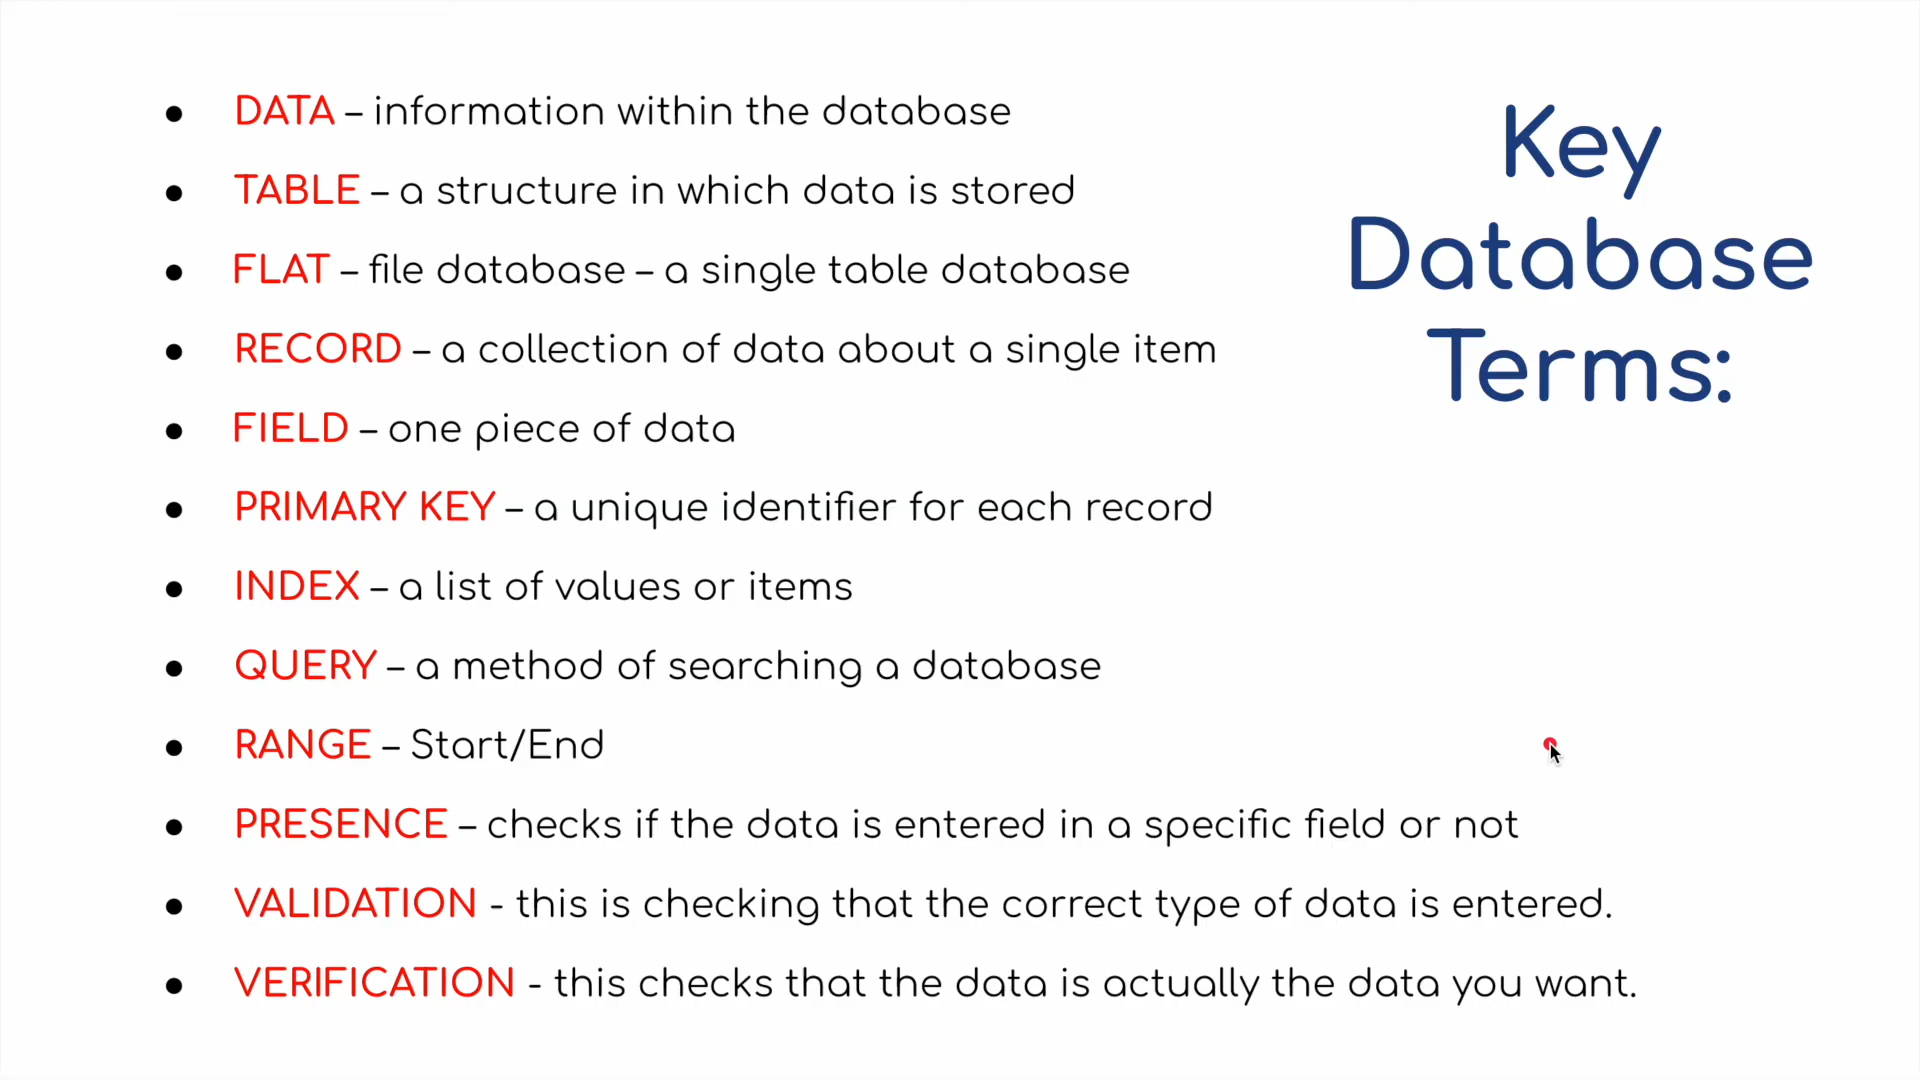 ● DATA – information within the database
● TABLE – a structure in which data is stored
● FLAT – file database – a single table database
● RECORD – a collection of data about a single item
● FIELD – one piece of data
● PRIMARY KEY – a unique identifier for each record
● INDEX – a list of values or items
● QUERY – a method of searching a database
● RANGE – Start/End
● PRESENCE – checks if the data is entered in a specific field or not
● VALIDATION - this is checking that the correct type of data is entered.
● VERIFICATION - this checks that the data is actually the data you want.
Key
Database
Terms: